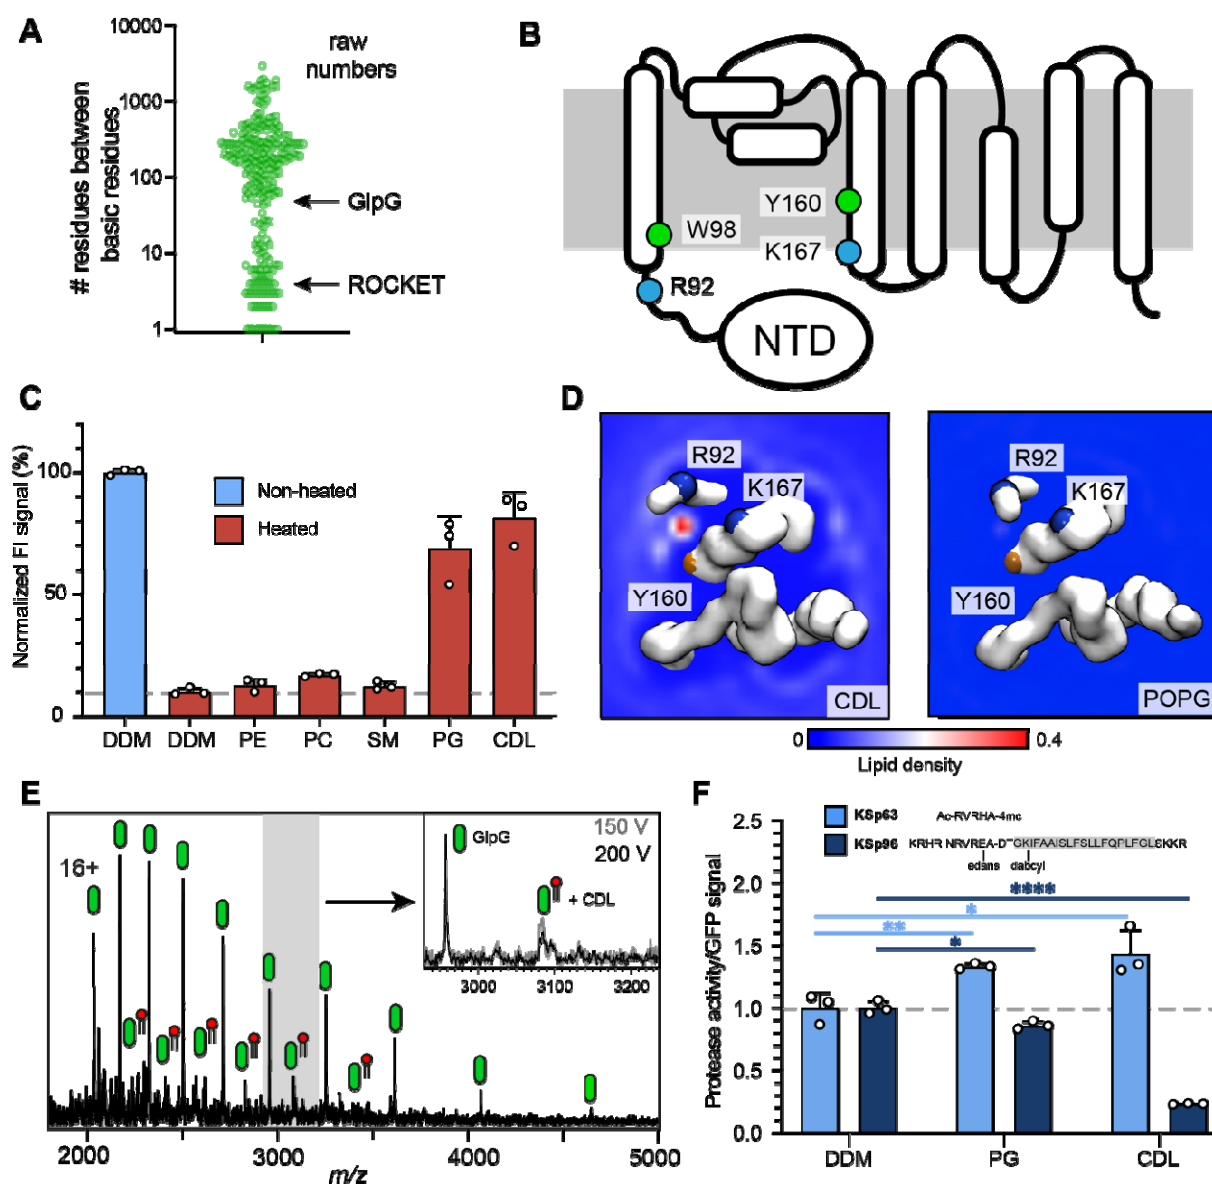 A
10000
1000
100
10
1
# residues between
basic residues
raw
numbers
GlpG
ROCKET
B
Y160
W98
K167
R92
NTD
C
Normalized FI signal (%)
100
50
0
Non-heated
Heated
DDM
DDM
PE
PC
SM
PG
CDL
D
R92
K167
Y160
CDL
R92
K167
Y160
POPG
0
0.4
Lipid density
E
16+
GlpG
150 V
200 V
+ CDL
3000
3100
3200
2000
3000
4000
5000
m/z
F
Protease activity/GFP signal
2.5
2.0
1.5
1.0
0.5
0.0
KSp63
Ac-RVRHA-4mc
KSp96
KRHR NRVREA-D
GKIFAAISLFSLLFQPLFGLSKKR
edans
dabcyl
****
*
**
*
DDM
PG
CDL